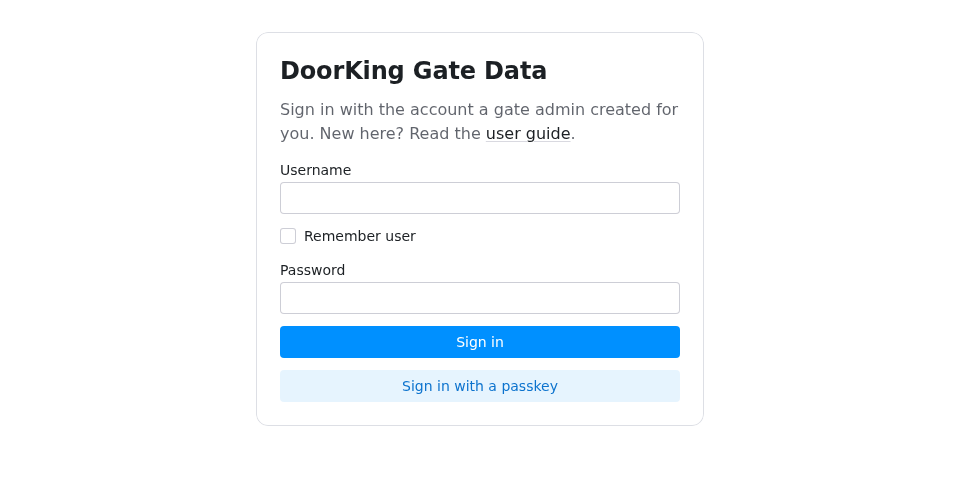 DoorKing Gate Data
Sign in with the account a gate admin created for
you. New here? Read the user guide.
Username
Remember user
Password
Sign in
Sign in with a passkey